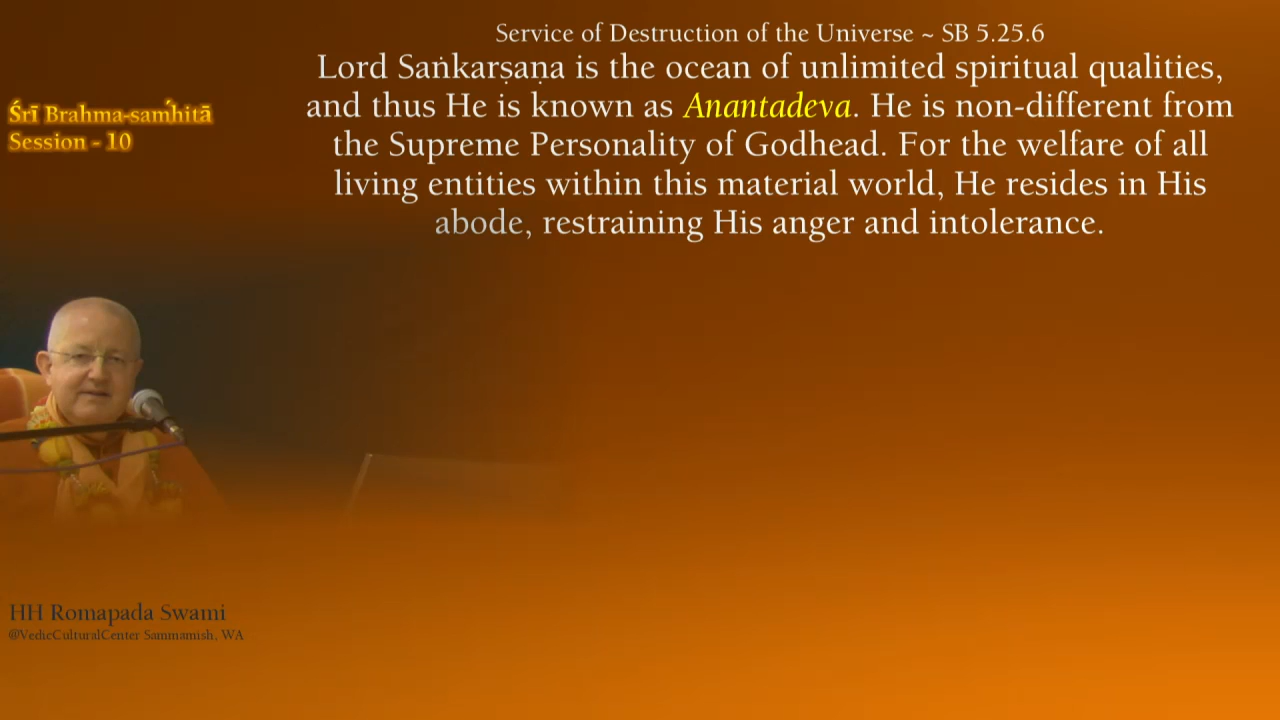 Service of Destruction of the Universe ~ SB 5.25.6
Lord Saṅkarṣaṇa is the ocean of unlimited spiritual qualities,
and thus He is known as Anantadeva. He is non-different from
the Supreme Personality of Godhead. For the welfare of all
living entities within this material world, He resides in His
abode, restraining His anger and intolerance.
Śrī Brahma-saḿhitā
Session - 10
HH Romapada Swami
@VedicCulturalCenter Sammamish, WA